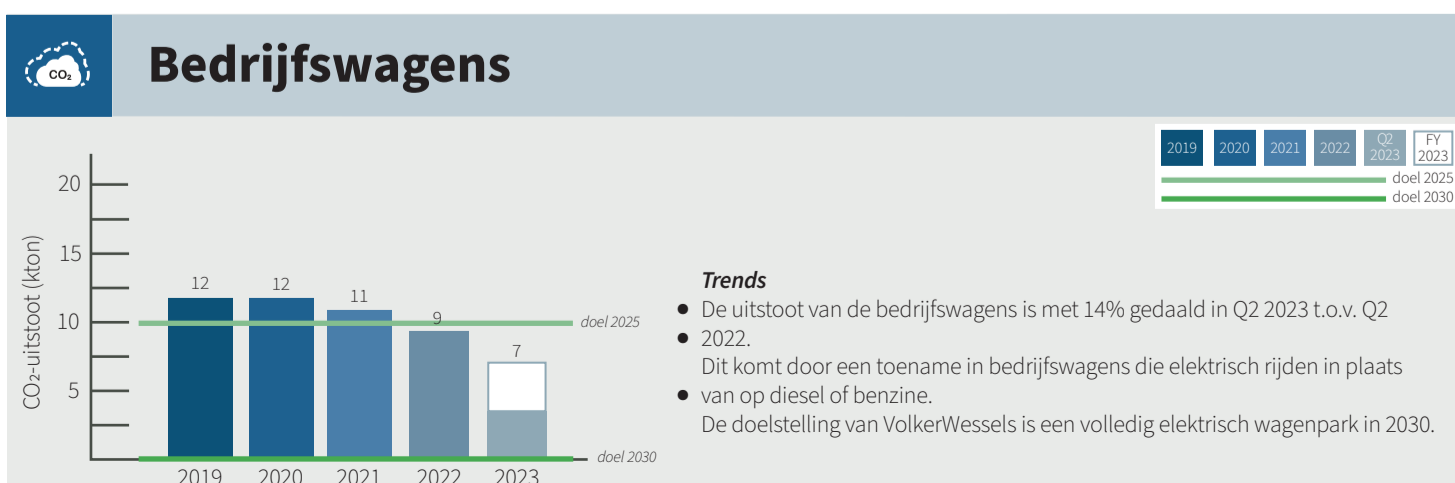 CO₂
Bedrijfswagens
2019 2020 2021 2022 Q2 2023 FY 2023
doel 2025
doel 2030
CO₂-uitstoot (kton)
20
15
10
5
12 12 11 9 7
doel 2025
doel 2030
2019 2020 2021 2022 2023
Trends
● De uitstoot van de bedrijfswagens is met 14% gedaald in Q2 2023 t.o.v. Q2
● 2022.
Dit komt door een toename in bedrijfswagens die elektrisch rijden in plaats
● van op diesel of benzine.
De doelstelling van VolkerWessels is een volledig elektrisch wagenpark in 2030.